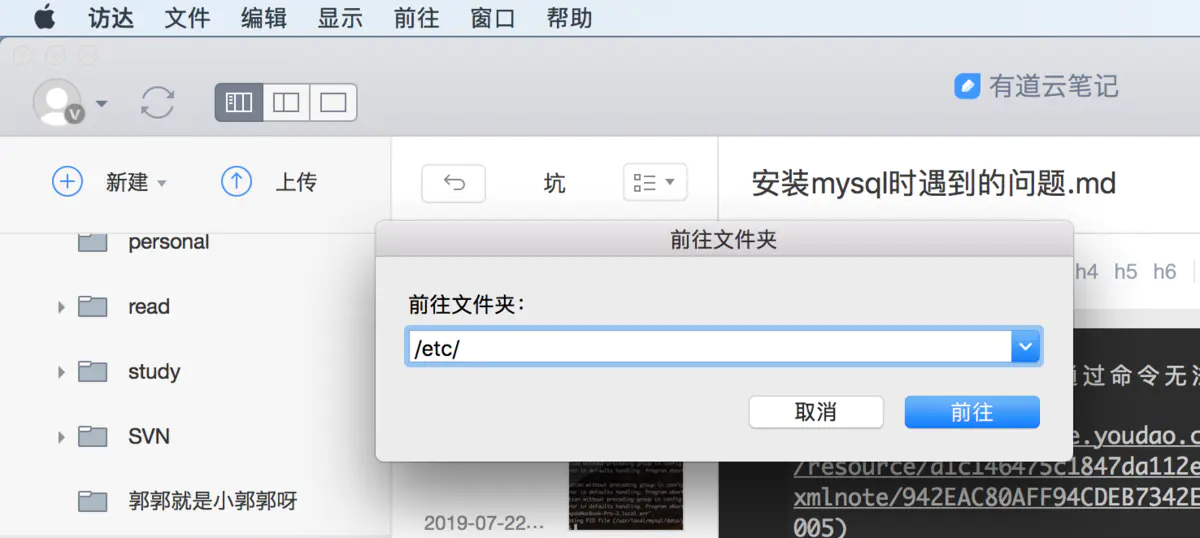 访达 文件 编辑 显示 前往 窗口 帮助
V
有道云笔记
新建 上传
坑
安装mysql时遇到的问题.md
personal
read
study
SVN
郭郭就是小郭郭呀
前往文件夹
前往文件夹：
/etc/
取消 前往
h4 h5 h6
过命令无
e.youdao.c
/resource/d1c146475c1847da112e
xmlnote/942EAC80AFF94CDEB7342E
005)
2019-07-22...